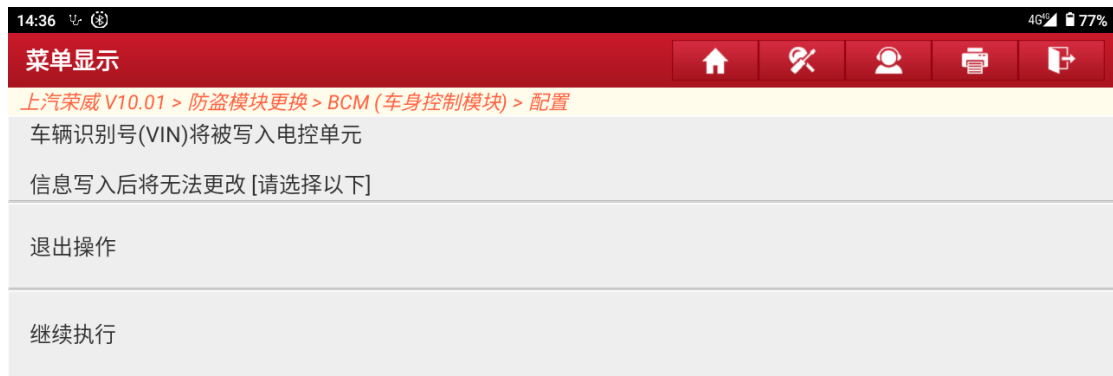 14:36 4G 4G 77%
菜单显示
上汽荣威 V10.01 > 防盗模块更换 > BCM (车身控制模块) > 配置
车辆识别号(VIN)将被写入电控单元
信息写入后将无法更改 [请选择以下]
退出操作
继续执行